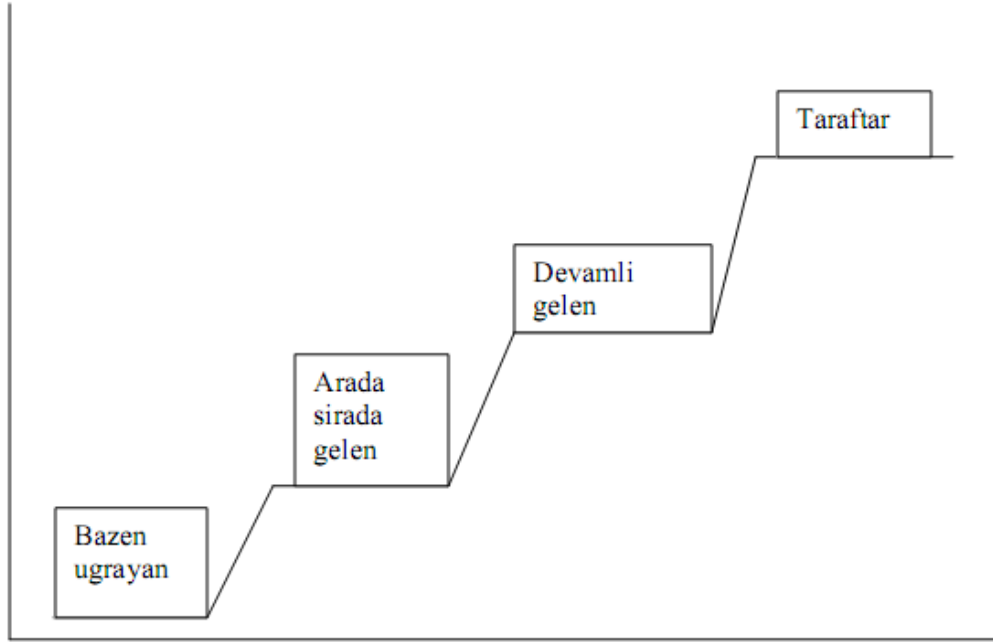 Taraftar
Devamli
gelen
Arada
sirada
gelen
Bazen
ugrayan